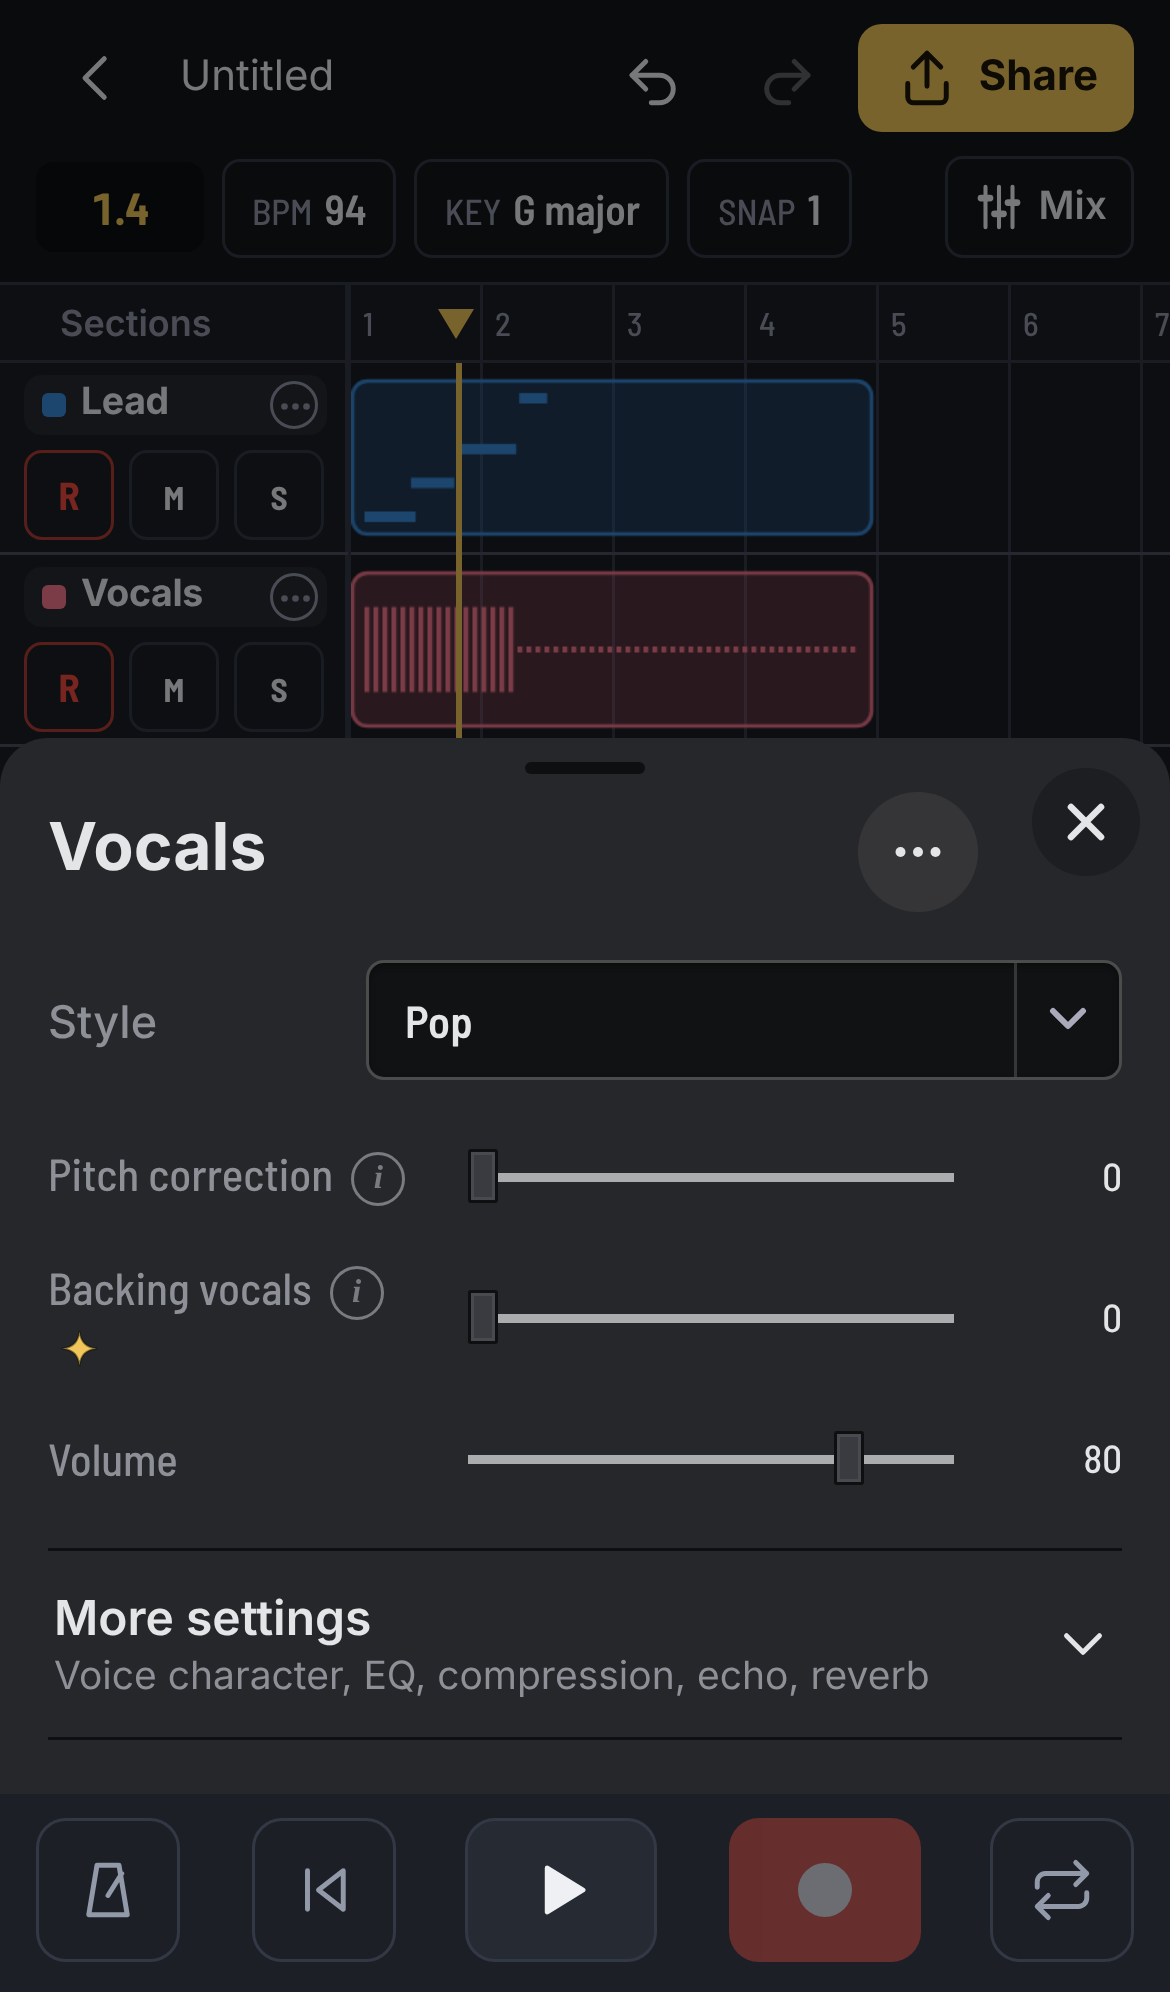 Untitled
Share
1.4
BPM 94
KEY G major
SNAP 1
Mix
Sections
1
2
3
4
5
6
7
Lead
R
M
S
Vocals
R
M
S
Vocals
Style
Pop
Pitch correction i
0
Backing vocals i
0
Volume
80
More settings
Voice character, EQ, compression, echo, reverb